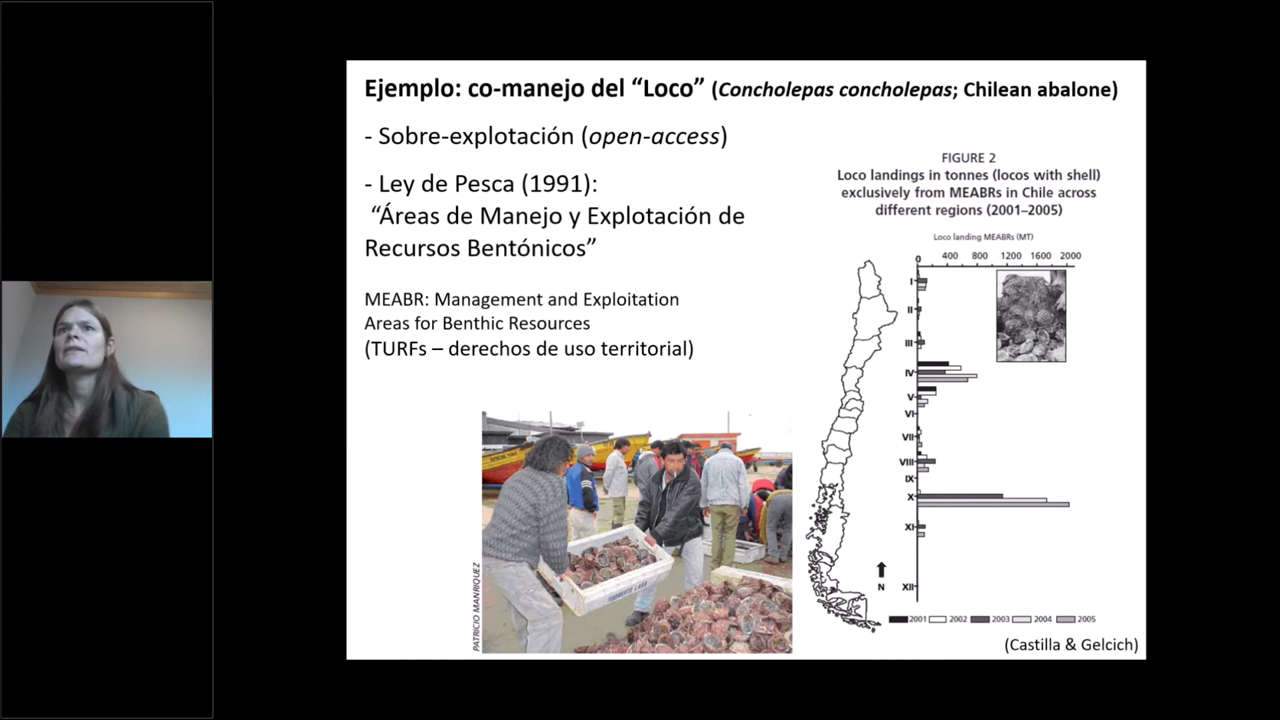 Ejemplo: co-manejo del “Loco” (Concholepas concholepas; Chilean abalone)
- Sobre-explotación (open-access)
- Ley de Pesca (1991):
“Áreas de Manejo y Explotación de
Recursos Bentónicos”
MEABR: Management and Exploitation
Areas for Benthic Resources
(TURFs – derechos de uso territorial)
PATRICIO MANRIQUEZ
FIGURE 2
Loco landings in tonnes (locos with shell)
exclusively from MEABRs in Chile across
different regions (2001–2005)
Loco landing MEABRs (MT)
0 400 800 1200 1600 2000
I
II
III
IV
V
VI
VII
VIII
IX
X
XI
XII
N
2001 2002 2003 2004 2005
(Castilla & Gelcich)